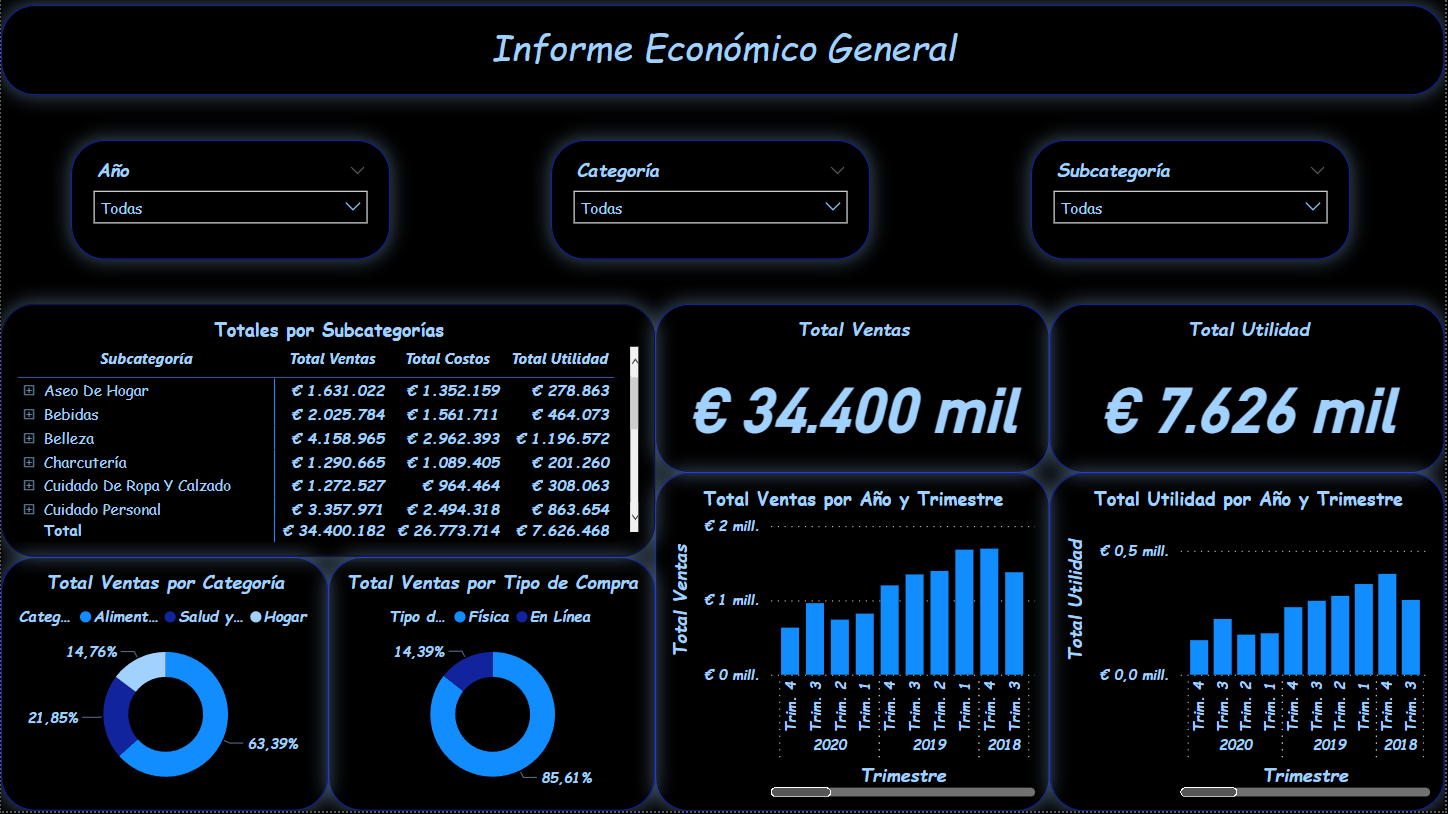 Informe Económico General
Año
Todas
Categoría
Todas
Subcategoría
Todas
Totales por Subcategorías
Subcategoría Total Ventas Total Costos Total Utilidad
Aseo De Hogar € 1.631.022 € 1.352.159 € 278.863
Bebidas € 2.025.784 € 1.561.711 € 464.073
Belleza € 4.158.965 € 2.962.393 € 1.196.572
Charcutería € 1.290.665 € 1.089.405 € 201.260
Cuidado De Ropa Y Calzado € 1.272.527 € 964.464 € 308.063
Cuidado Personal € 3.357.971 € 2.494.318 € 863.654
Total € 34.400.182 € 26.773.714 € 7.626.468
Total Ventas
€ 34.400 mil
Total Utilidad
€ 7.626 mil
Total Ventas por Categoría
Categ... Aliment... Salud y... Hogar
14,76%
21,85%
63,39%
Total Ventas por Tipo de Compra
Tipo d... Física En Línea
14,39%
85,61%
Total Ventas por Año y Trimestre
Total Ventas
€ 2 mill.
€ 1 mill.
€ 0 mill.
Trim. 4 Trim. 3 Trim. 2 Trim. 1 Trim. 4 Trim. 3 Trim. 2 Trim. 1 Trim. 4 Trim. 3
2020 2019 2018
Trimestre
Total Utilidad por Año y Trimestre
Total Utilidad
€ 0,5 mill.
€ 0,0 mill.
Trim. 4 Trim. 3 Trim. 2 Trim. 1 Trim. 4 Trim. 3 Trim. 2 Trim. 1 Trim. 4 Trim. 3
2020 2019 2018
Trimestre